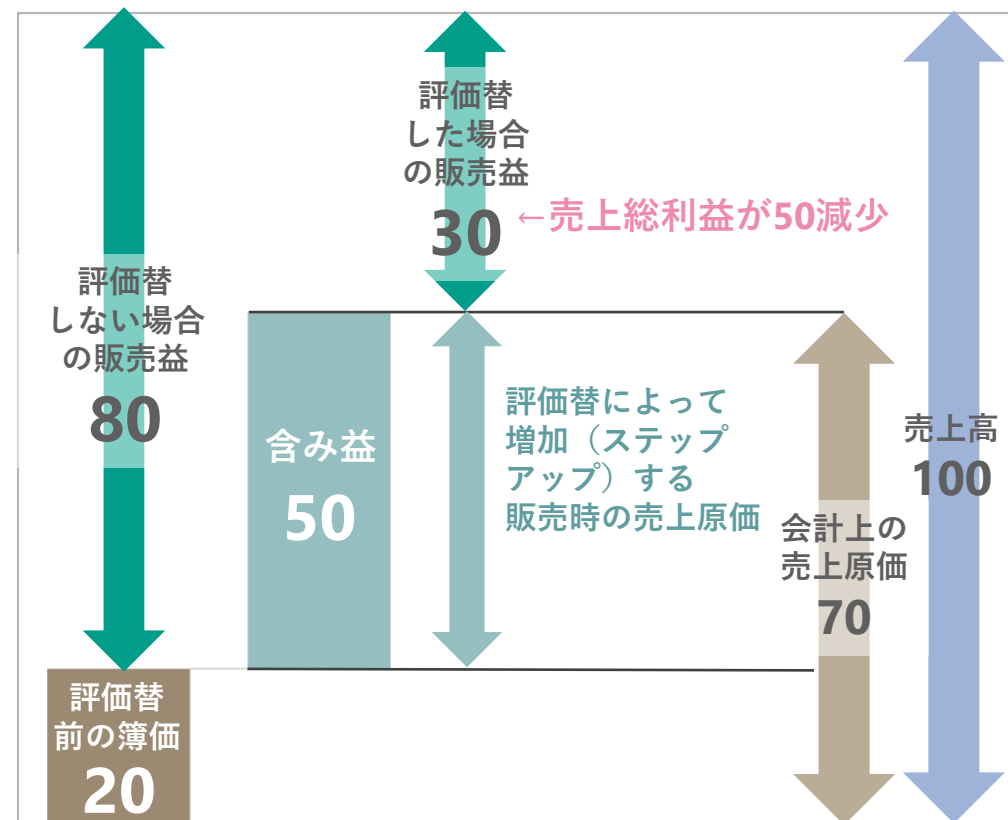 評価替
した場合
の販売益
30
←売上総利益が50減少
評価替
しない場合
の販売益
80
含み益
50
評価替によって
増加（ステップ
アップ）する
販売時の売上原価
売上高
100
会計上の
売上原価
70
評価替
前の簿価
20